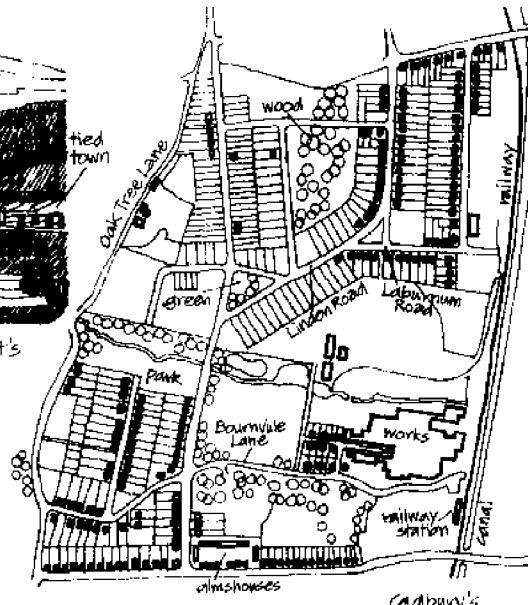 tied
town
t's
Oak Tree Lane
wood
railway
green
Linden Road
Laburnum
Road
Park
Bournville
Lane
works
railway
station
canal
almshouses
Cadbury's